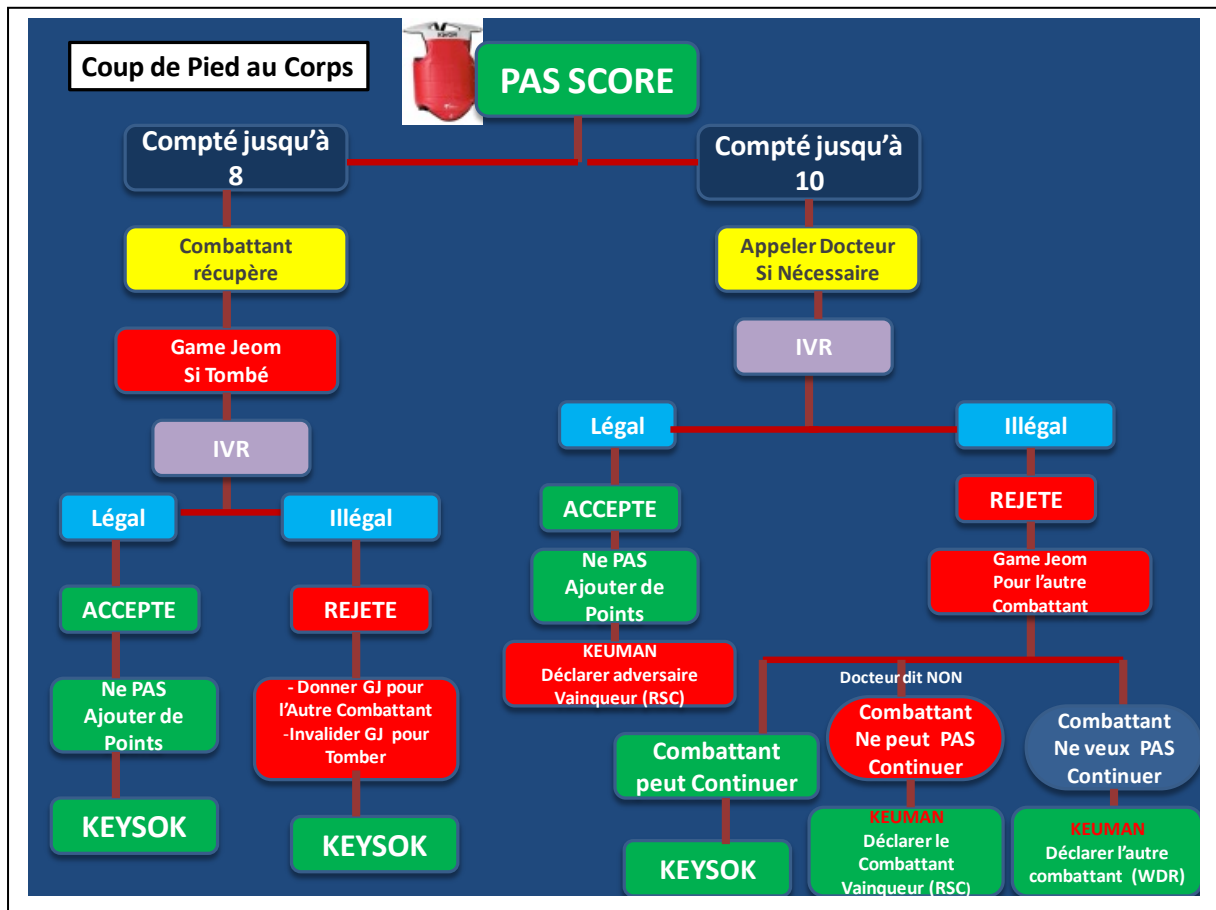 Coup de Pied au Corps
PAS SCORE
Compté jusqu'à
8
Compté jusqu'à
10
Combattant
récupère
Appeler Docteur
Si Nécessaire
Game Jeom
Si Tombé
IVR
IVR
Légal
Illégal
Légal
Illégal
ACCEPTE
REJETE
ACCEPTE
REJETE
Ne PAS
Ajouter de
Points
Game Jeom
Pour l'autre
Combattant
Ne PAS
Ajouter de
Points
- Donner GJ pour
l'Autre Combattant
-Invalider GJ pour
Tomber
KEUMAN
Déclarer adversaire
Vainqueur (RSC)
Docteur dit NON
Combattant
peut Continuer
Combattant
Ne peut PAS
Continuer
Combattant
Ne veux PAS
Continuer
KEYSOK
KEYSOK
KEYSOK
KEUMAN
Déclarer le
Combattant
Vainqueur (RSC)
KEUMAN
Déclarer l'autre
combattant (WDR)